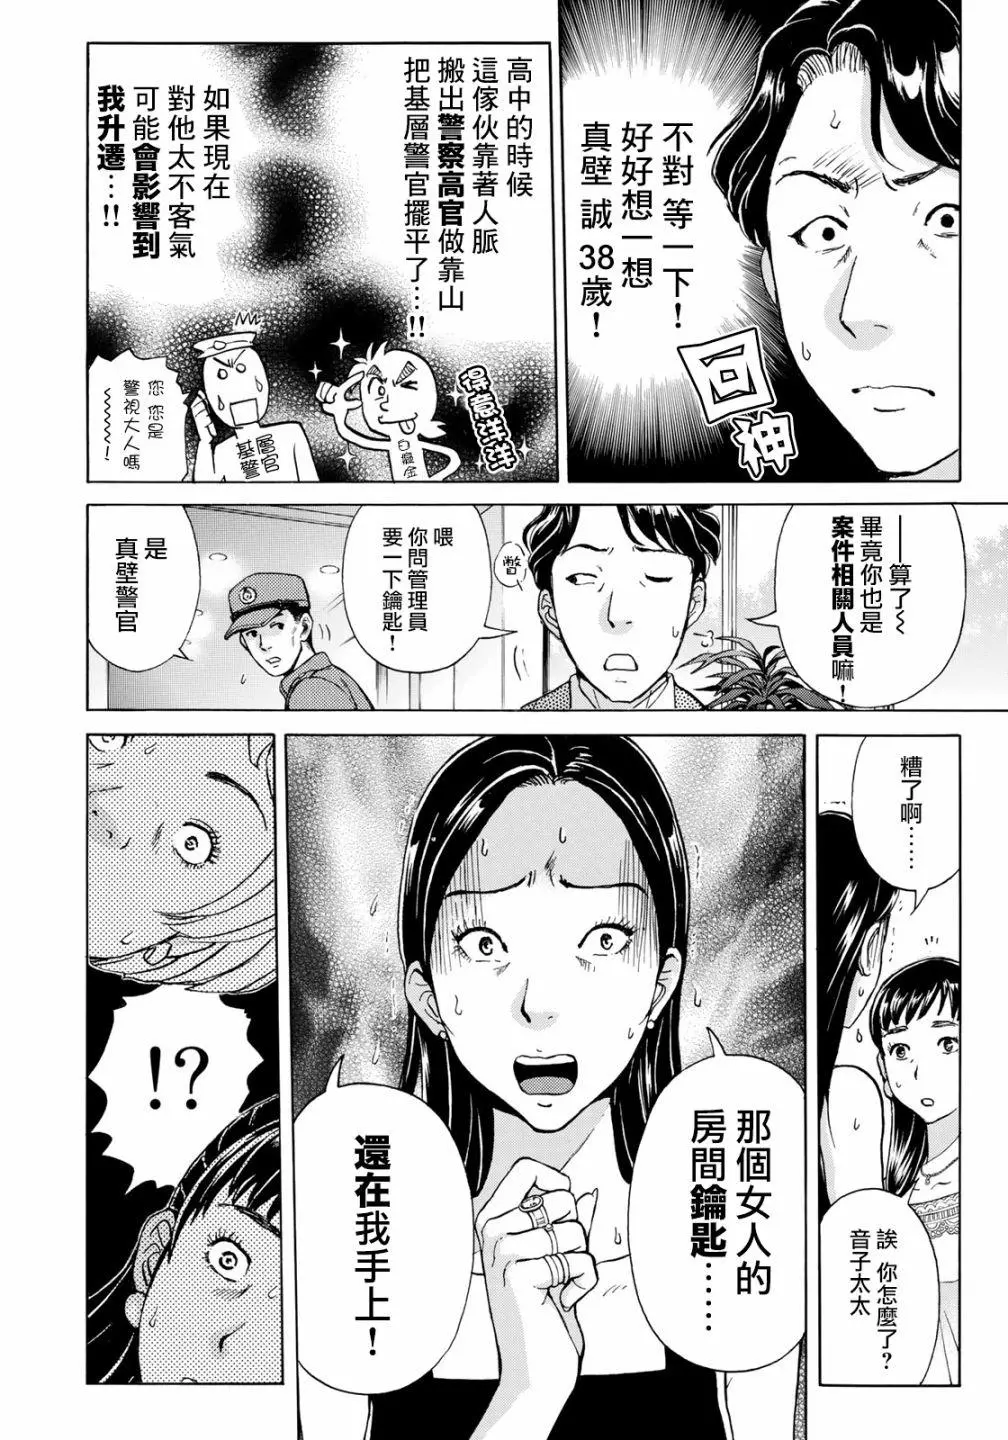 不對 等一下！
好好想一想
真壁 誠 38歲！
回神
高中的時候
這傢伙靠著人脈
搬出警察高官做靠山
把基層警官擺平了…!!
如果現在
對他太不客氣
可能會影響到
我升遷…!!
得意洋洋
白癡金
基層
警官
您 您是
警視大人嗎
～～～～！
——算了～
畢竟你也是
案件相關人員嘛！
瞥
喂
你問管理員
要一下鑰匙！
是
真壁警官
糟了啊……
誒 你怎麼了？
音子太太
那個女人的
房間鑰匙……
還在我手上！
!?